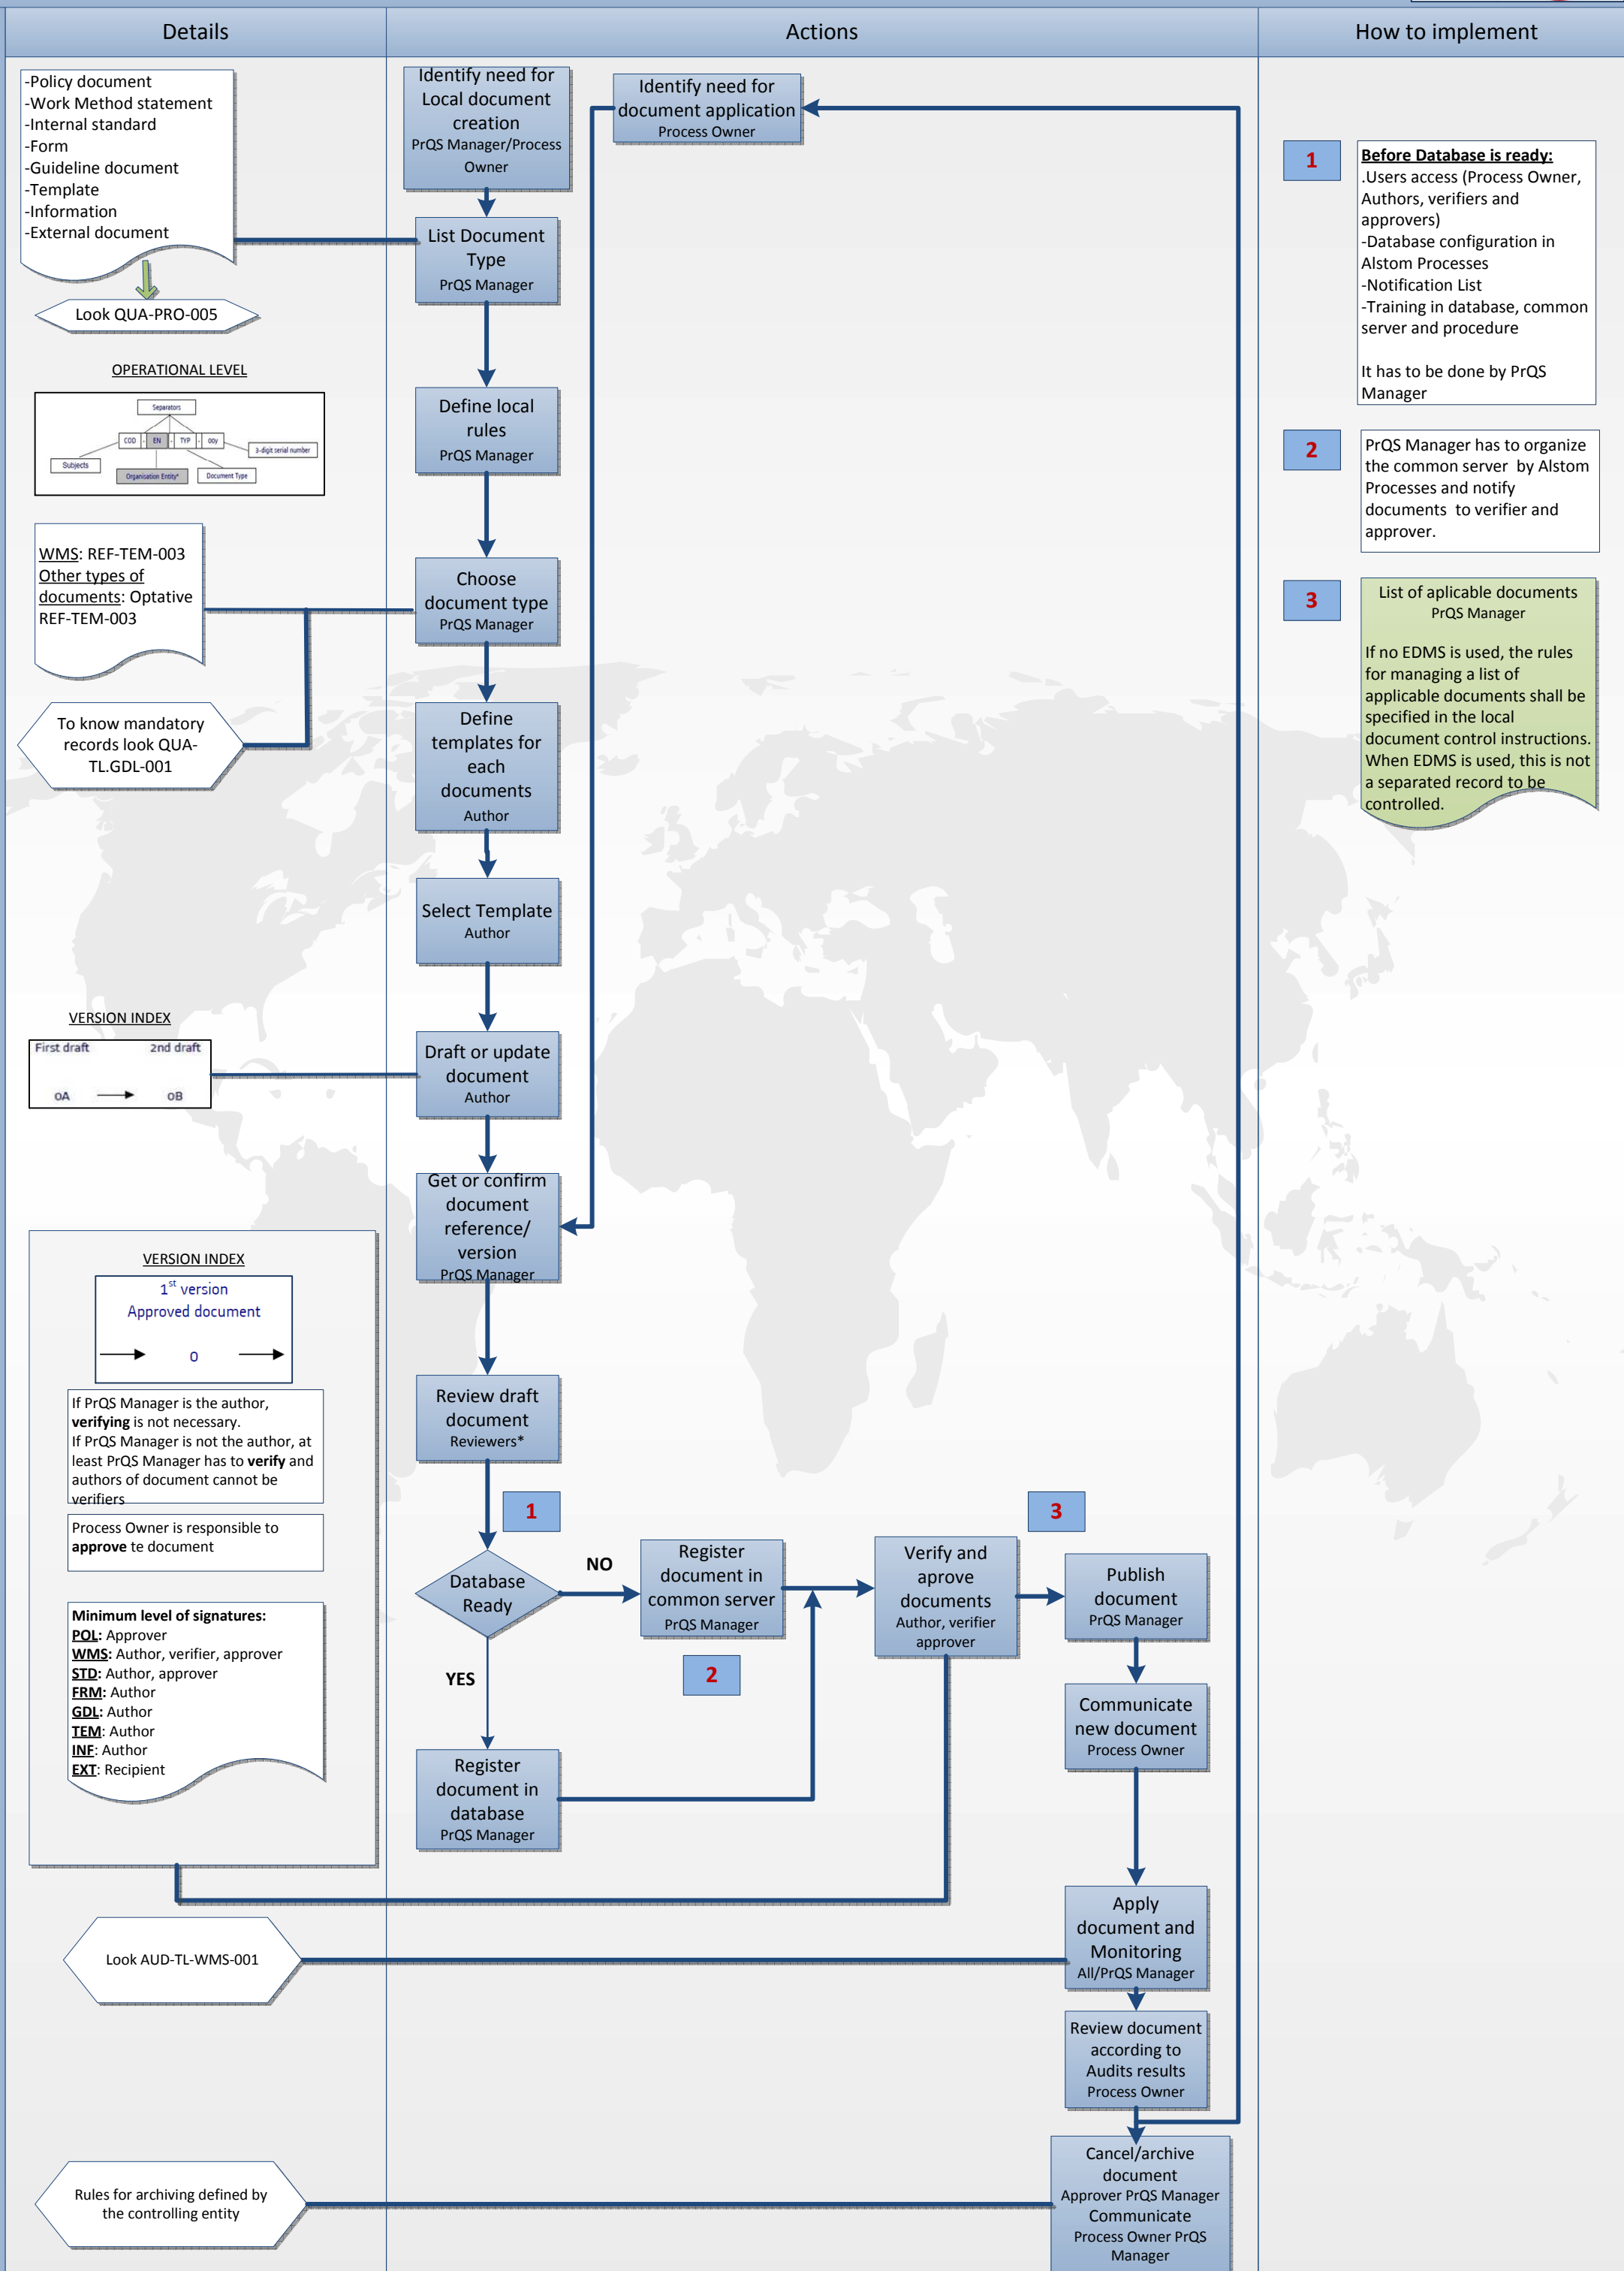 Details
Actions
How to implement
-Policy document
-Work Method statement
-Internal standard
-Form
-Guideline document
-Template
-Information
-External document
Look QUA-PRO-005
OPERATIONAL LEVEL
Separators
COD - EN - TYP - 00y
3-digit serial number
Subjects
Organisation Entity*
Document Type
WMS: REF-TEM-003
Other types of
documents: Optative
REF-TEM-003
To know mandatory
records look QUA-
TL.GDL-001
VERSION INDEX
First draft 2nd draft
0A 0B
VERSION INDEX
1st version
Approved document
0
If PrQS Manager is the author,
verifying is not necessary.
If PrQS Manager is not the author, at
least PrQS Manager has to verify and
authors of document cannot be
verifiers
Process Owner is responsible to
approve te document
Minimum level of signatures:
POL: Approver
WMS: Author, verifier, approver
STD: Author, approver
FRM: Author
GDL: Author
TEM: Author
INF: Author
EXT: Recipient
Look AUD-TL-WMS-001
Rules for archiving defined by
the controlling entity
Identify need for
Local document
creation
PrQS Manager/Process
Owner
Identify need for
document application
Process Owner
List Document
Type
PrQS Manager
Define local
rules
PrQS Manager
Choose
document type
PrQS Manager
Define
templates for
each
documents
Author
Select Template
Author
Draft or update
document
Author
Get or confirm
document
reference/
version
PrQS Manager
Review draft
document
Reviewers*
1
Database
Ready
NO
YES
Register
document in
common server
PrQS Manager
2
Register
document in
database
PrQS Manager
3
Verify and
aprove
documents
Author, verifier
approver
Publish
document
PrQS Manager
Communicate
new document
Process Owner
Apply
document and
Monitoring
All/PrQS Manager
Review document
according to
Audits results
Process Owner
Cancel/archive
document
Approver PrQS Manager
Communicate
Process Owner PrQS
Manager
1
Before Database is ready:
.Users access (Process Owner,
Authors, verifiers and
approvers)
-Database configuration in
Alstom Processes
-Notification List
-Training in database, common
server and procedure
It has to be done by PrQS
Manager
2
PrQS Manager has to organize
the common server by Alstom
Processes and notify
documents to verifier and
approver.
3
List of aplicable documents
PrQS Manager
If no EDMS is used, the rules
for managing a list of
applicable documents shall be
specified in the local
document control instructions.
When EDMS is used, this is not
a separated record to be
controlled.